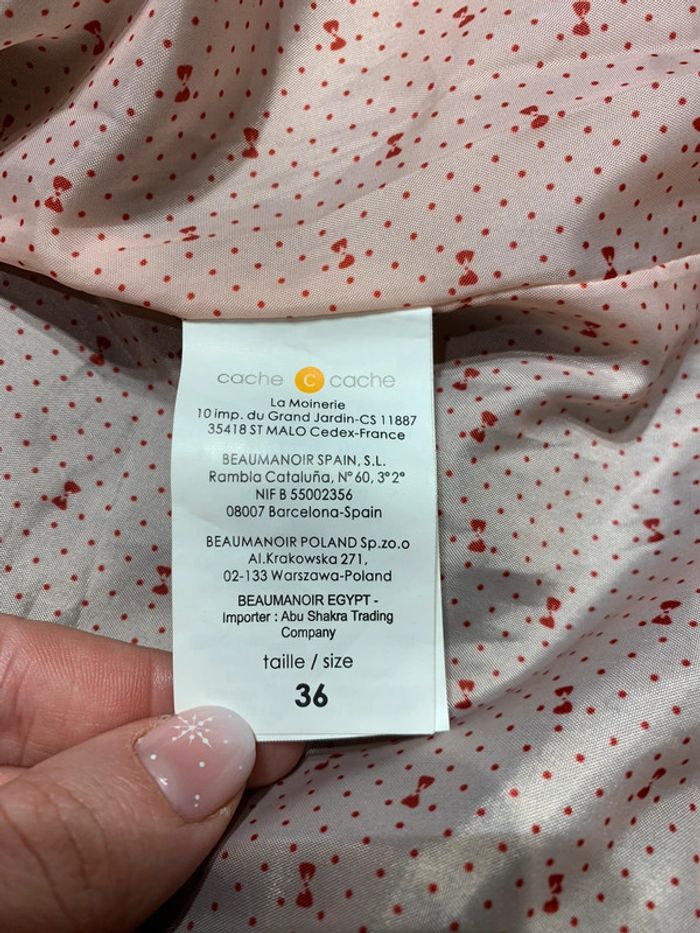 cache c cache
La Moinerie
10 imp. du Grand Jardin-CS 11887
35418 ST MALO Cedex-France
BEAUMANOIR SPAIN, S.L.
Rambla Cataluña, Nº 60, 3º2º
NIF B 55002356
08007 Barcelona-Spain
BEAUMANOIR POLAND Sp.zo.o
Al.Krakowska 271,
02-133 Warszawa-Poland
BEAUMANOIR EGYPT -
Importer : Abu Shakra Trading
Company
taille / size
36